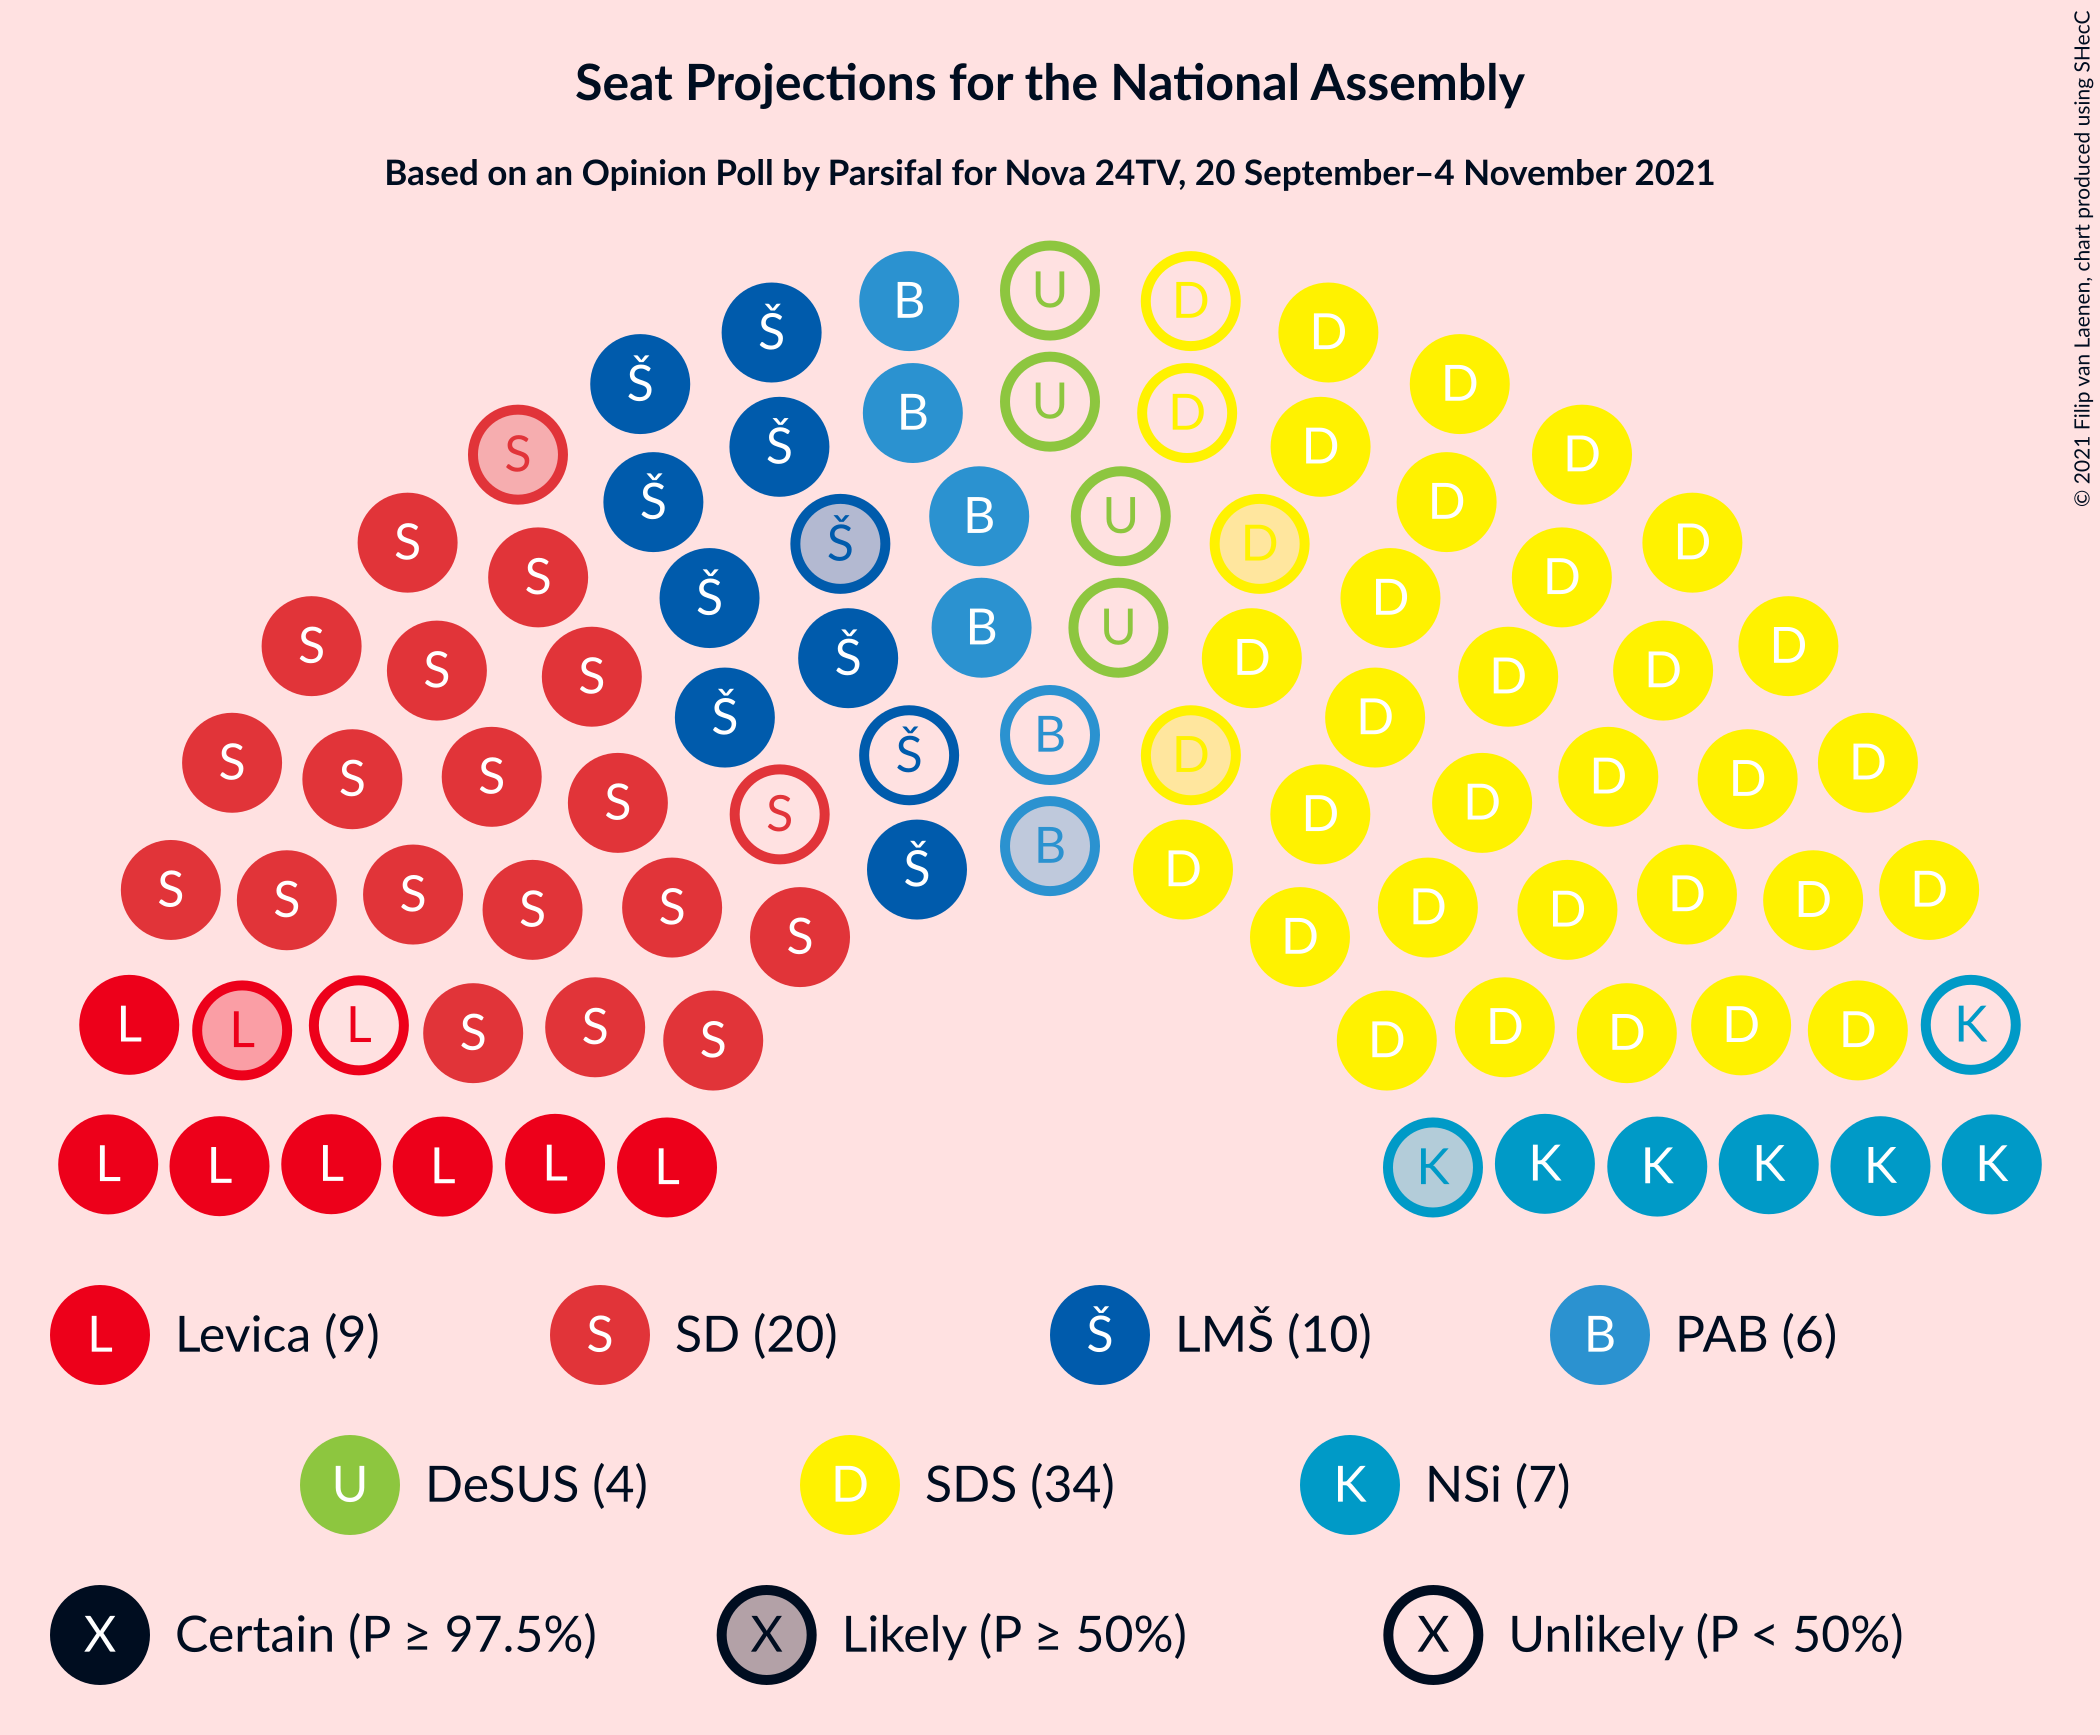 Seat Projections for the National Assembly
Based on an Opinion Poll by Parsifal for Nova 24TV, 20 September–4 November 2021
© 2021 Filip van Laenen, chart produced using SHecC
U
B D
Š D
Š D
U
B D
Š D
S D
Š D
B U
Š D
S D
S D
Š D
B U
S D
Š D
S D
S D
Š D
B
Š D
S D
S D
S D
S D
S D
B
Š D
S D
S D
S D
S D
S D
S D
L L L S S S D D D D D K
L L L L L L K K K K K K
L Levica (9) S SD (20) Š LMŠ (10) B PAB (6)
U DeSUS (4) D SDS (34) K NSi (7)
X Certain (P ≥ 97.5%) X Likely (P ≥ 50%) X Unlikely (P < 50%)